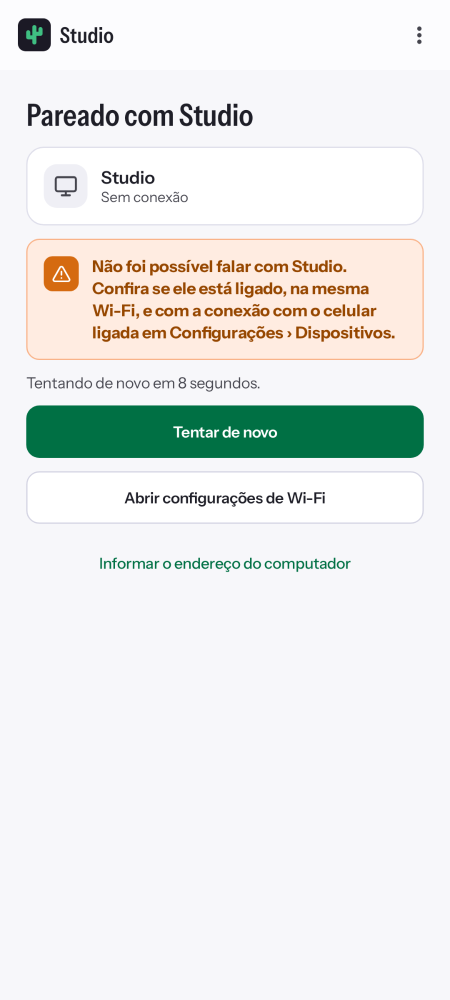 Studio
Pareado com Studio
Studio
Sem conexão
Não foi possível falar com Studio.
Confira se ele está ligado, na mesma
Wi-Fi, e com a conexão com o celular
ligada em Configurações › Dispositivos.
Tentando de novo em 8 segundos.
Tentar de novo
Abrir configurações de Wi-Fi
Informar o endereço do computador